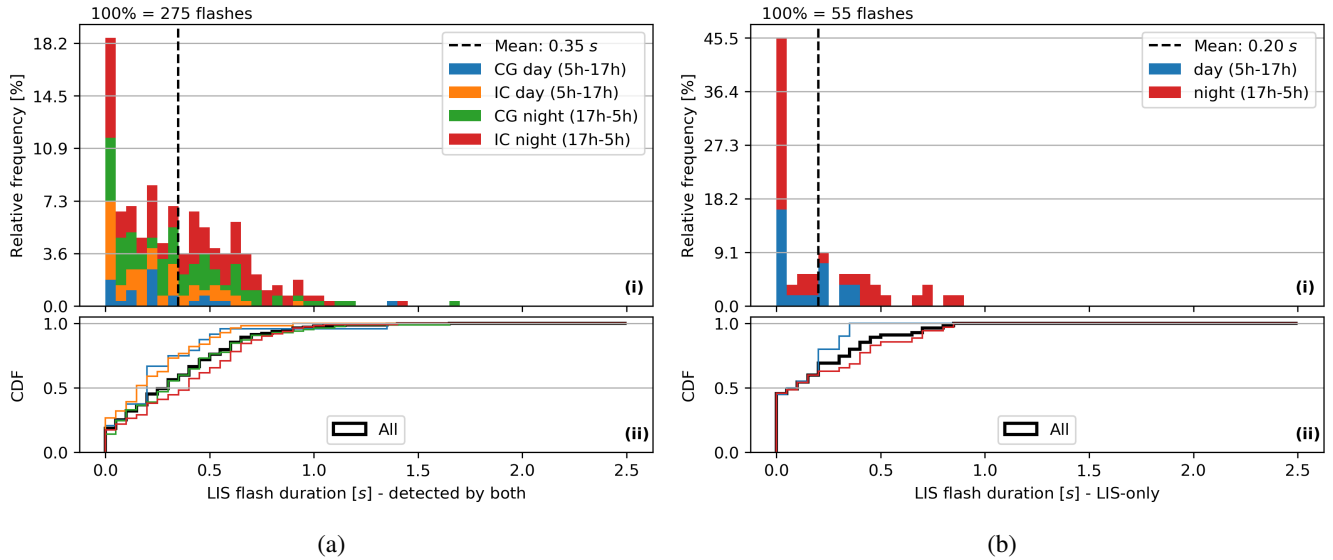 100% = 275 flashes
Relative frequency [%]
18.2
14.5
10.9
7.3
3.6
0.0
Mean: 0.35 s
CG day (5h-17h)
IC day (5h-17h)
CG night (17h-5h)
IC night (17h-5h)
(i)
CDF
1.0
0.5
0.0
All
(ii)
0.0 0.5 1.0 1.5 2.0 2.5
LIS flash duration [s] - detected by both
(a)
100% = 55 flashes
Relative frequency [%]
45.5
36.4
27.3
18.2
9.1
0.0
Mean: 0.20 s
day (5h-17h)
night (17h-5h)
(i)
CDF
1.0
0.5
0.0
All
(ii)
0.0 0.5 1.0 1.5 2.0 2.5
LIS flash duration [s] - LIS-only
(b)